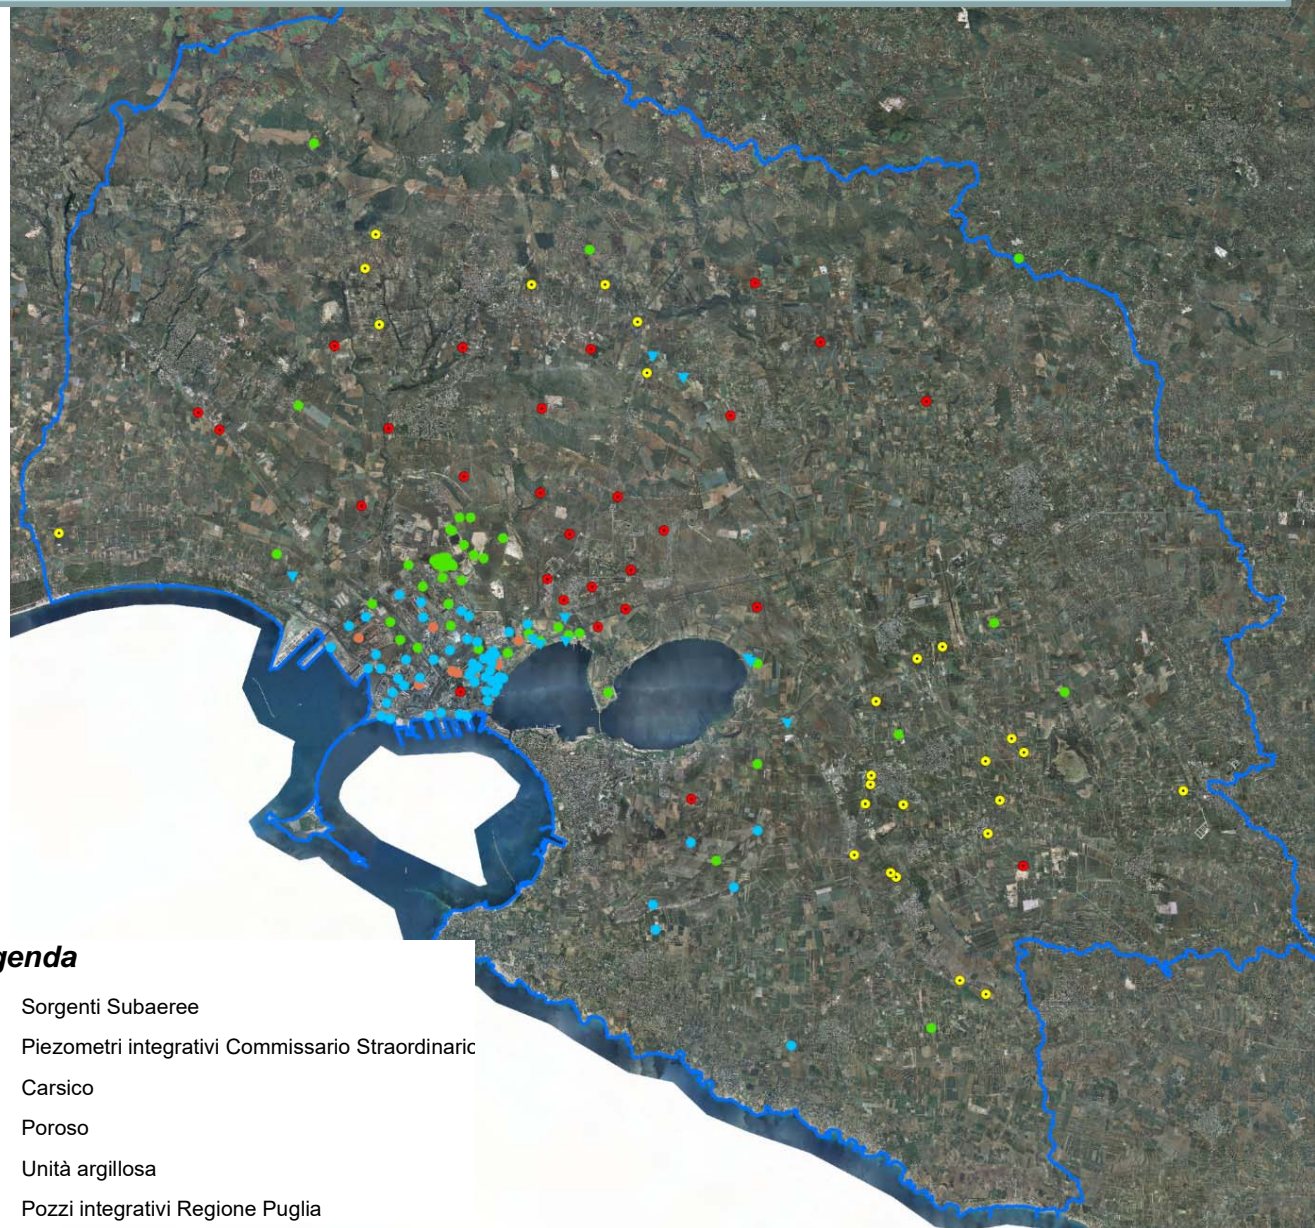 genda
Sorgenti Subaeree
Piezometri integrativi Commissario Straordinario
Carsico
Poroso
Unità argillosa
Pozzi integrativi Regione Puglia